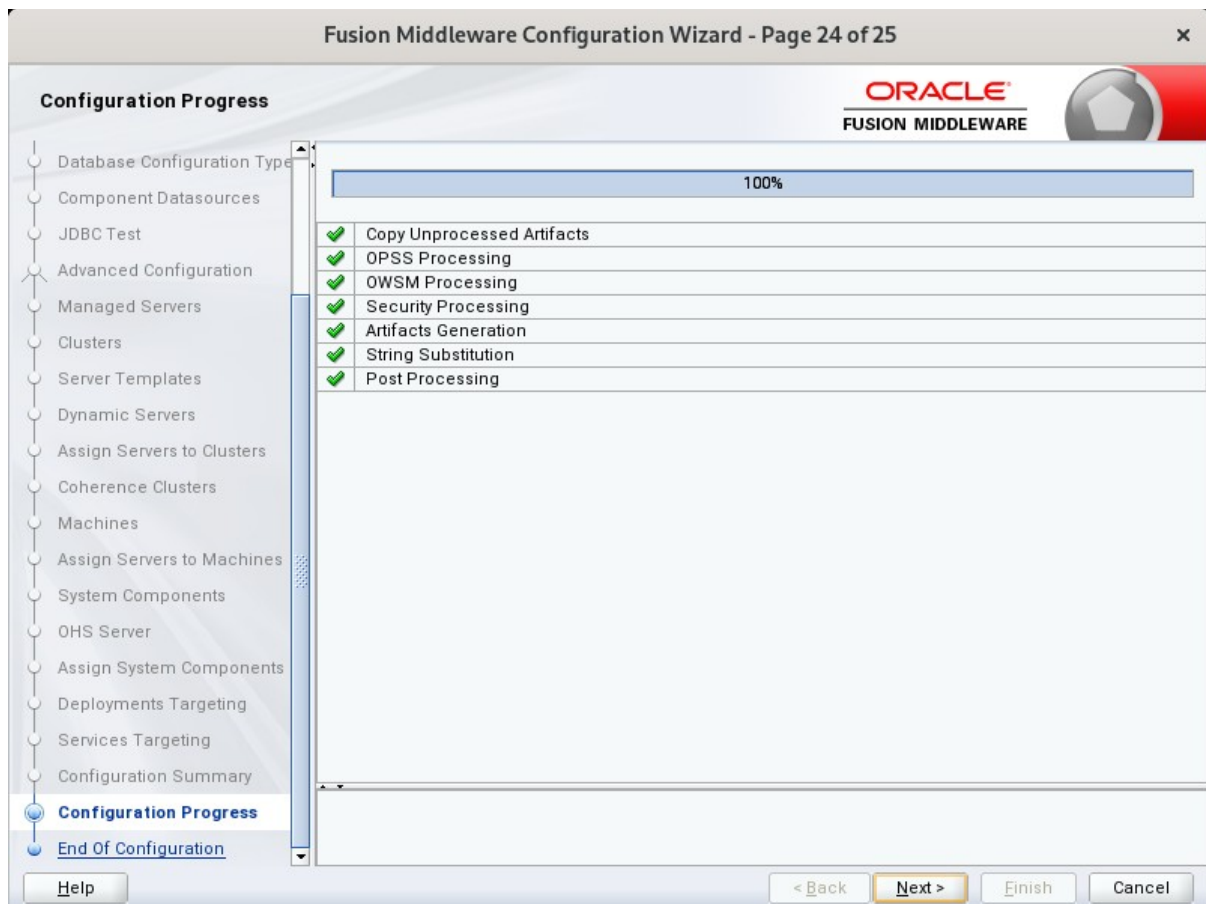 Fusion Middleware Configuration Wizard - Page 24 of 25
×
Configuration Progress
ORACLE
FUSION MIDDLEWARE
Database Configuration Type
Component Datasources
JDBC Test
Advanced Configuration
Managed Servers
Clusters
Server Templates
Dynamic Servers
Assign Servers to Clusters
Coherence Clusters
Machines
Assign Servers to Machines
System Components
OHS Server
Assign System Components
Deployments Targeting
Services Targeting
Configuration Summary
Configuration Progress
End Of Configuration
100%
Copy Unprocessed Artifacts
OPSS Processing
OWSM Processing
Security Processing
Artifacts Generation
String Substitution
Post Processing
Help
< Back
Next >
Finish
Cancel